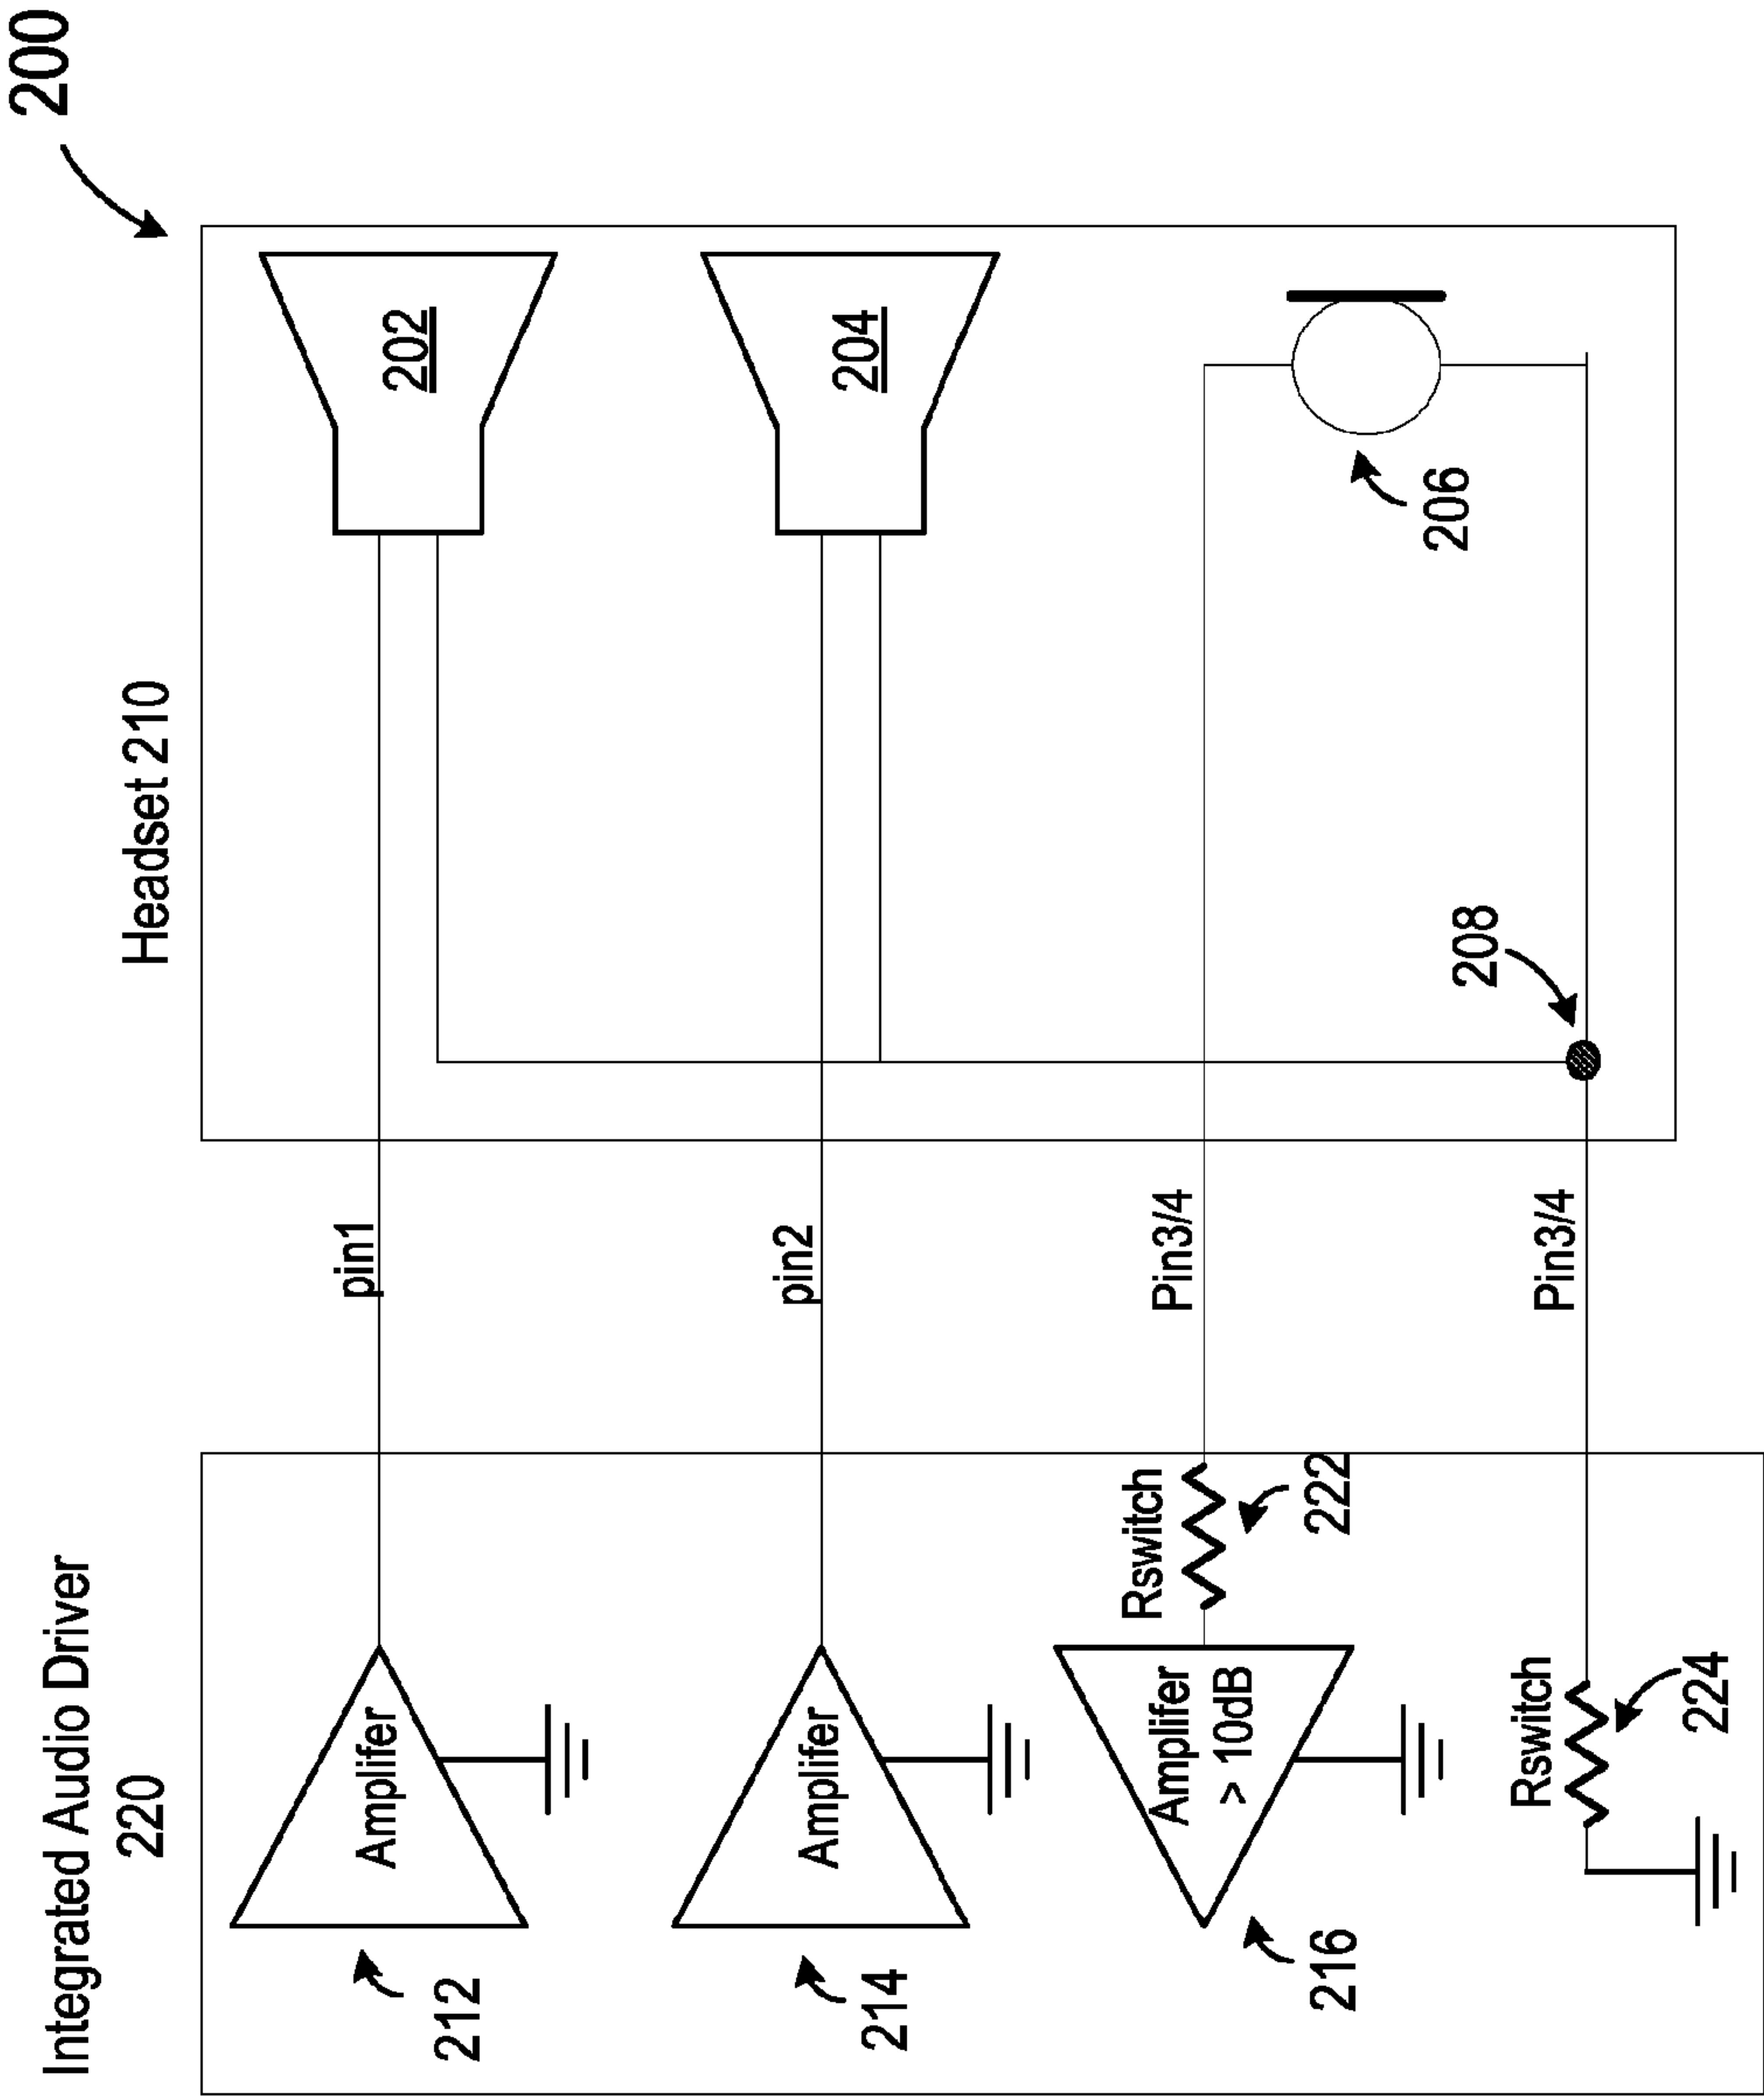 200
Integrated Audio Driver
220
Headset 210
Amplifer
212
pin1
202
Amplifer
214
pin2
204
Amplifer
> 10dB
216
Rswitch
222
Pin3/4
206
Rswitch
224
Pin3/4
208